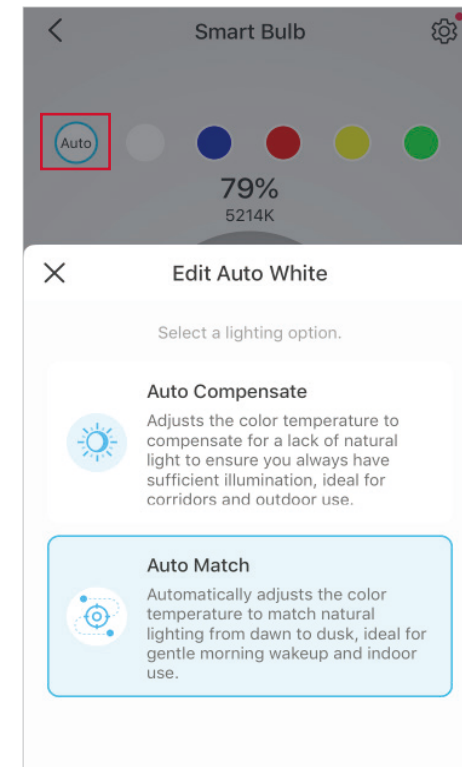 Smart Bulb
Auto
79%
5214K
Edit Auto White
Select a lighting option.
Auto Compensate
Adjusts the color temperature to
compensate for a lack of natural
light to ensure you always have
sufficient illumination, ideal for
corridors and outdoor use.
Auto Match
Automatically adjusts the color
temperature to match natural
lighting from dawn to dusk, ideal for
gentle morning wakeup and indoor
use.